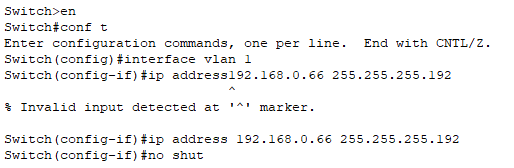 Switch>en
Switch#conf t
Enter configuration commands, one per line.  End with CNTL/Z.
Switch(config)#interface vlan 1
Switch(config-if)#ip address192.168.0.66 255.255.255.192
^
% Invalid input detected at '^' marker.
Switch(config-if)#ip address 192.168.0.66 255.255.255.192
Switch(config-if)#no shut